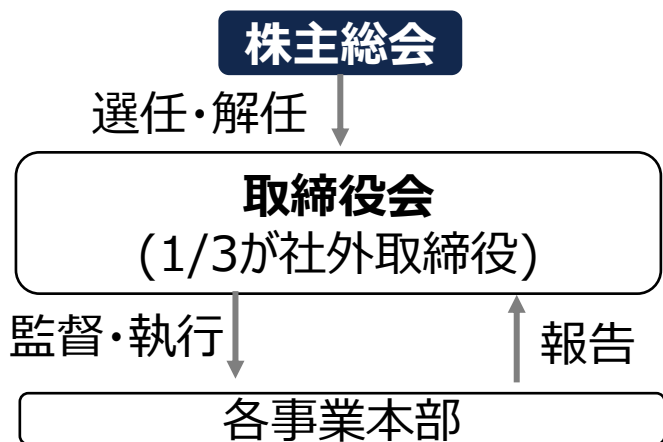 株主総会
選任・解任
取締役会
(1/3が社外取締役)
監督・執行
報告
各事業本部